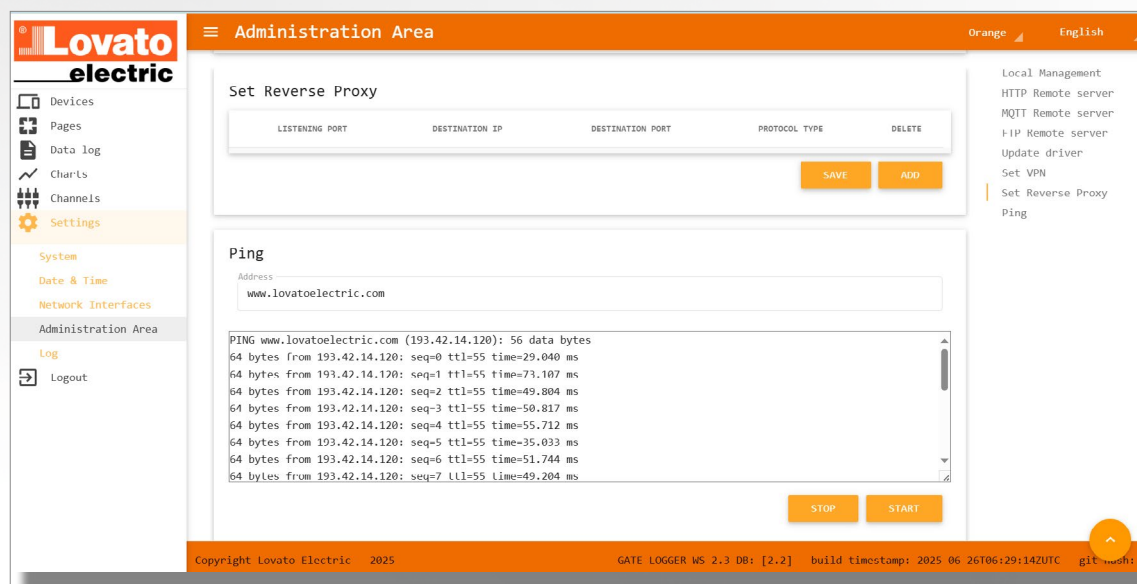 Lovato
electric
Administration Area
Orange
English
Devices
Pages
Data log
Charts
Channels
Settings
System
Date & Time
Network Interfaces
Administration Area
Log
Logout
Set Reverse Proxy
LISTENING PORT DESTINATION IP DESTINATION PORT PROTOCOL TYPE DELETE
SAVE ADD
Ping
Address
www.lovatoelectric.com
PING www.lovatoelectric.com (193.42.14.120): 56 data bytes
64 bytes from 193.42.14.120: seq=0 ttl=55 time=29.040 ms
64 bytes from 193.42.14.120: seq=1 ttl=55 time=73.107 ms
64 bytes from 193.42.14.120: seq=2 ttl=55 time=49.804 ms
64 bytes from 193.42.14.120: seq=3 ttl=55 time=50.817 ms
64 bytes from 193.42.14.120: seq=4 ttl=55 time=55.712 ms
64 bytes from 193.42.14.120: seq=5 ttl=55 time=35.033 ms
64 bytes from 193.42.14.120: seq=6 ttl=55 time=51.744 ms
64 bytes from 193.42.14.120: seq=7 ttl=55 time=49.204 ms
STOP START
Local Management
HTTP Remote server
MQTT Remote server
FTP Remote server
Update driver
Set VPN
Set Reverse Proxy
Ping
Copyright Lovato Electric 2025
GATE LOGGER WS 2.3 DB: [2.2] build timestamp: 2025 06 26T06:29:14ZUTC git